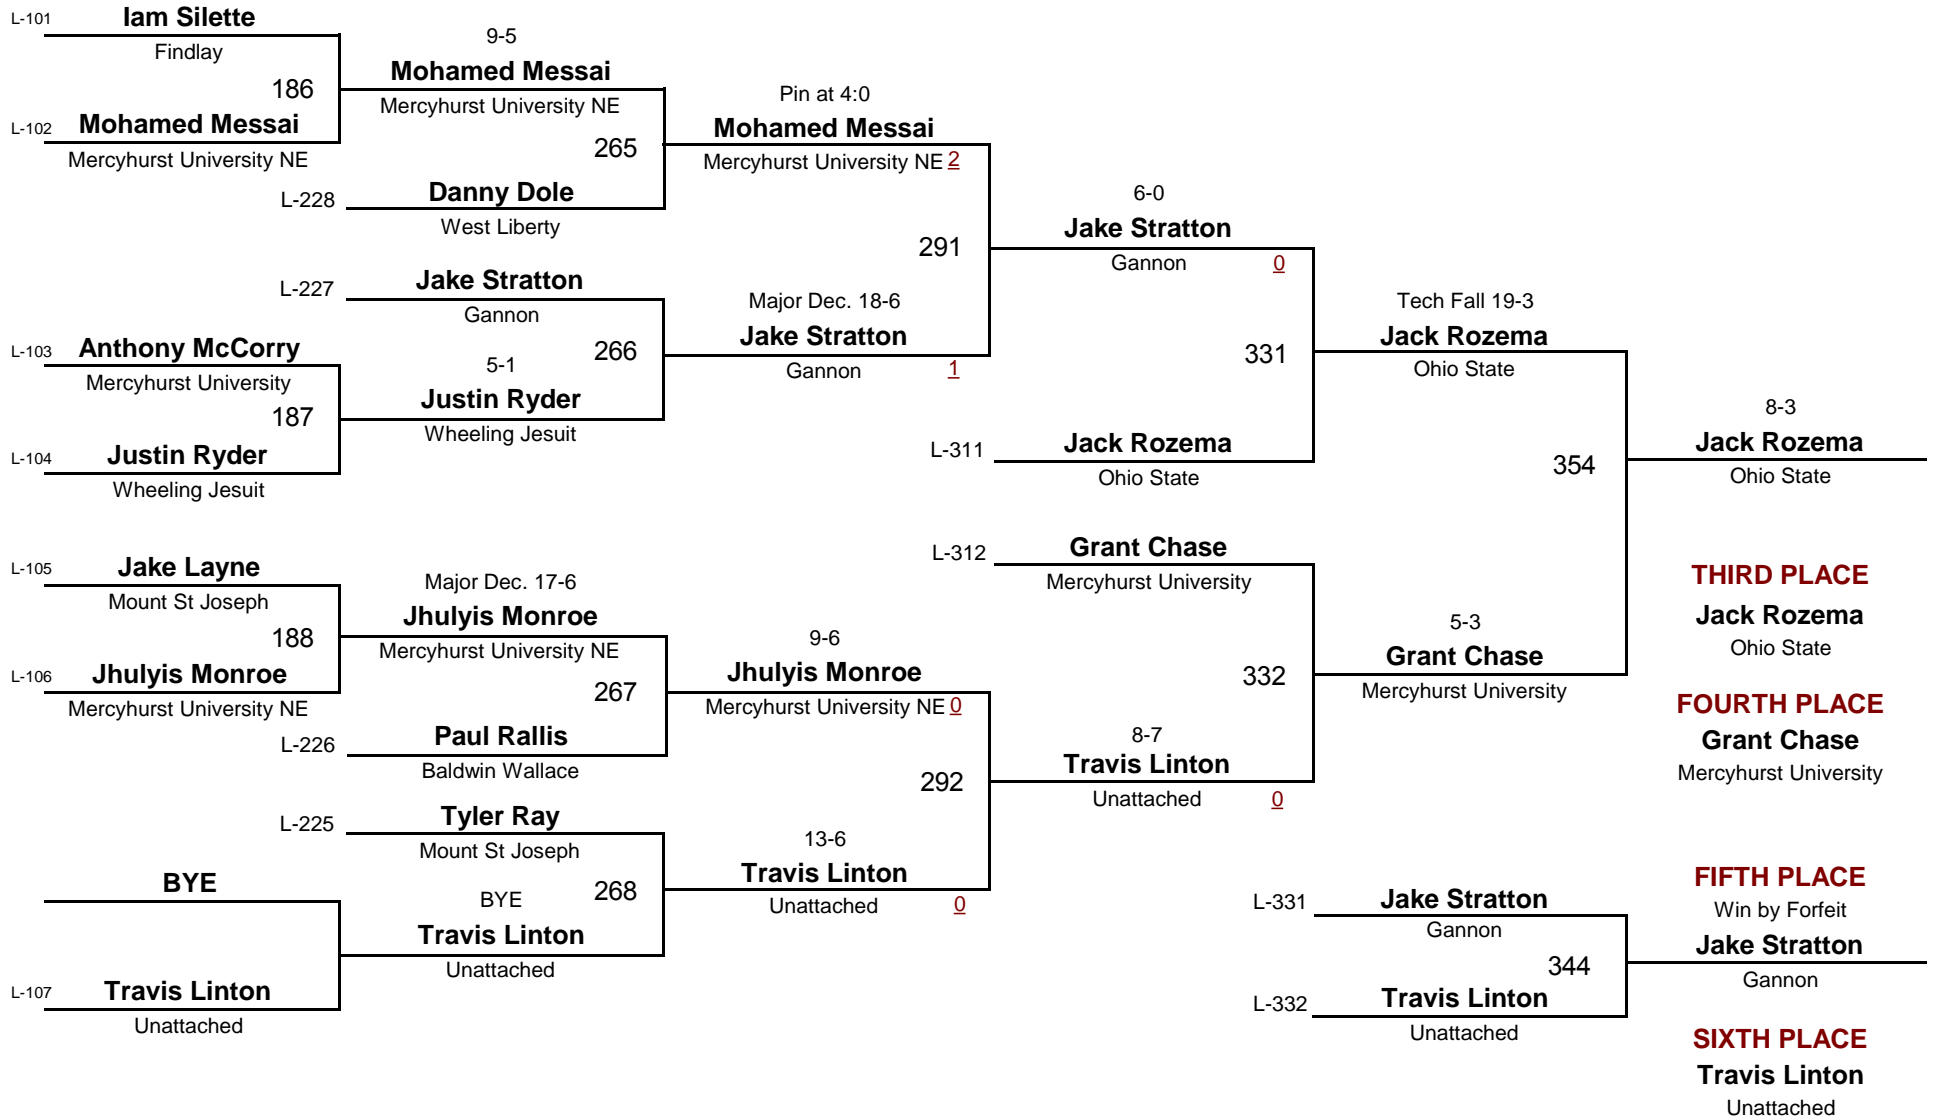 L-101
Iam Silette
Findlay
186
L-102
Mohamed Messai
Mercyhurst University NE
9-5
Mohamed Messai
Mercyhurst University NE
265
L-228
Danny Dole
West Liberty
Pin at 4:0
Mohamed Messai
Mercyhurst University NE 2
291
L-227
Jake Stratton
Gannon
266
L-103
Anthony McCorry
Mercyhurst University
187
L-104
Justin Ryder
Wheeling Jesuit
5-1
Justin Ryder
Wheeling Jesuit
Major Dec. 18-6
Jake Stratton
Gannon 1
6-0
Jake Stratton
Gannon 0
331
L-311
Jack Rozema
Ohio State
Tech Fall 19-3
Jack Rozema
Ohio State
354
8-3
Jack Rozema
Ohio State
L-105
Jake Layne
Mount St Joseph
188
L-106
Jhulyis Monroe
Mercyhurst University NE
Major Dec. 17-6
Jhulyis Monroe
Mercyhurst University NE
267
L-226
Paul Rallis
Baldwin Wallace
9-6
Jhulyis Monroe
Mercyhurst University NE 0
292
L-225
Tyler Ray
Mount St Joseph
268
BYE
L-107
Travis Linton
Unattached
BYE
Travis Linton
Unattached
13-6
Travis Linton
Unattached 0
L-312
Grant Chase
Mercyhurst University
332
8-7
Travis Linton
Unattached 0
5-3
Grant Chase
Mercyhurst University
THIRD PLACE
Jack Rozema
Ohio State
FOURTH PLACE
Grant Chase
Mercyhurst University
L-331
Jake Stratton
Gannon
344
L-332
Travis Linton
Unattached
FIFTH PLACE
Win by Forfeit
Jake Stratton
Gannon
SIXTH PLACE
Travis Linton
Unattached